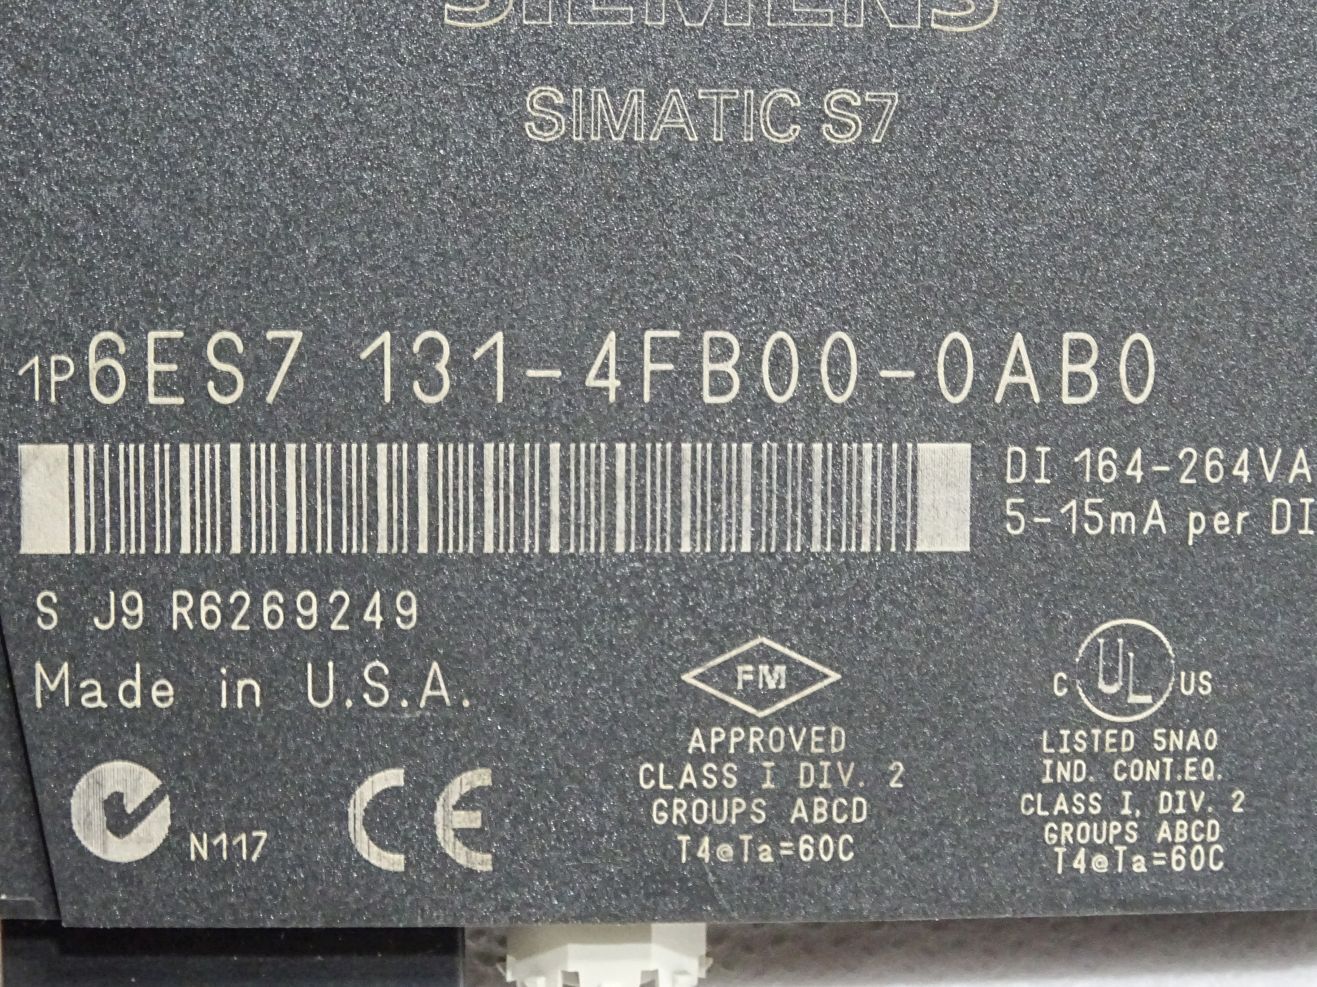 SIEMENS
SIMATIC S7
1P6ES7 131-4FB00-0AB0
DI 164-264VA
5-15mA per DI
S J9 R6269249
Made in U.S.A.
N117
CE
FM
APPROVED
CLASS I DIV. 2
GROUPS ABCD
T4@Ta=60C
C UL US
LISTED 5NA0
IND. CONT.EQ.
CLASS I, DIV. 2
GROUPS ABCD
T4@Ta=60C